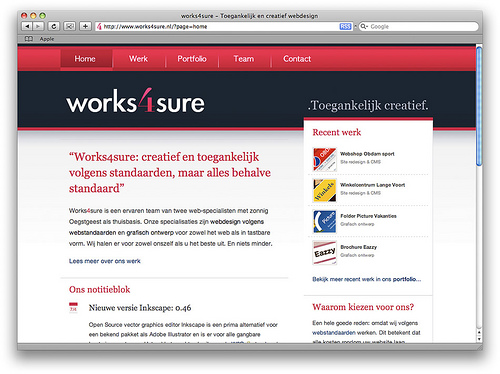 works4sure – Toegankelijk en creatief webdesign
http://www.works4sure.nl/?page=home
RSS
Google
Apple
Home Werk Portfolio Team Contact
works4sure
.Toegankelijk creatief.
“Works4sure: creatief en toegankelijk
volgens standaarden, maar alles behalve
standaard”
Works4sure is een ervaren team van twee web-specialisten met zonnig
Oegstgeest als thuisbasis. Onze specialisaties zijn webdesign volgens
webstandaarden en grafisch ontwerp voor zowel het web als in tastbare
vorm. Wij halen er voor zowel onszelf als u het beste uit. En niets minder.
Lees meer over ons werk
Ons notitieblok
Nieuwe versie Inkscape: 0.46
Open Source vector graphics editor Inkscape is een prima alternatief voor
een bekend pakket als Adobe Illustrator en is er voor alle gangbare
Recent werk
Webshop Obdam sport
Site redesign & CMS
Winkels
Winkelcentrum Lange Voort
Site redesign & CMS
Folder Picture Vakanties
Grafisch ontwerp
Eazzy
Brochure Eazzy
Grafisch ontwerp
Bekijk meer recent werk in ons portfolio...
Waarom kiezen voor ons?
Een hele goede reden: omdat wij volgens
webstandaarden werken. Dit betekent dat
alle kosten rondom uw website laag